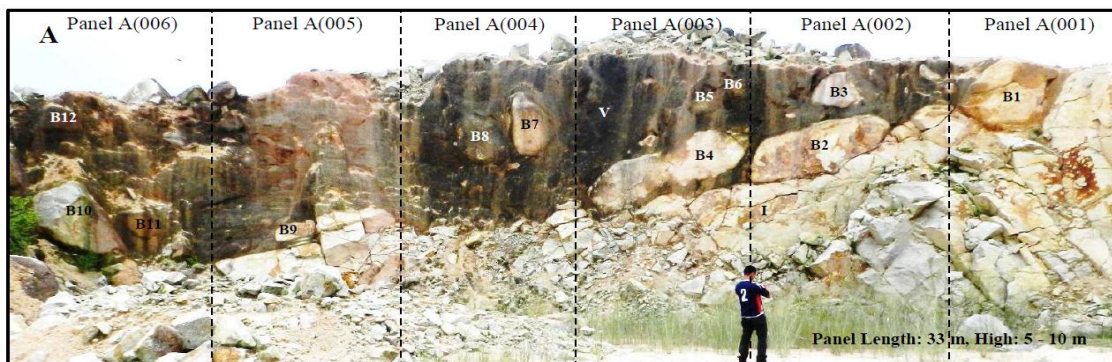 Panel A(006) Panel A(005) Panel A(004) Panel A(003) Panel A(002) Panel A(001)
A
B6
B5
B3
B1
V
B12
B7
B8
B2
B4
B10
B11
B9
I
2
Panel Length: 33 m, High: 5 - 10 m